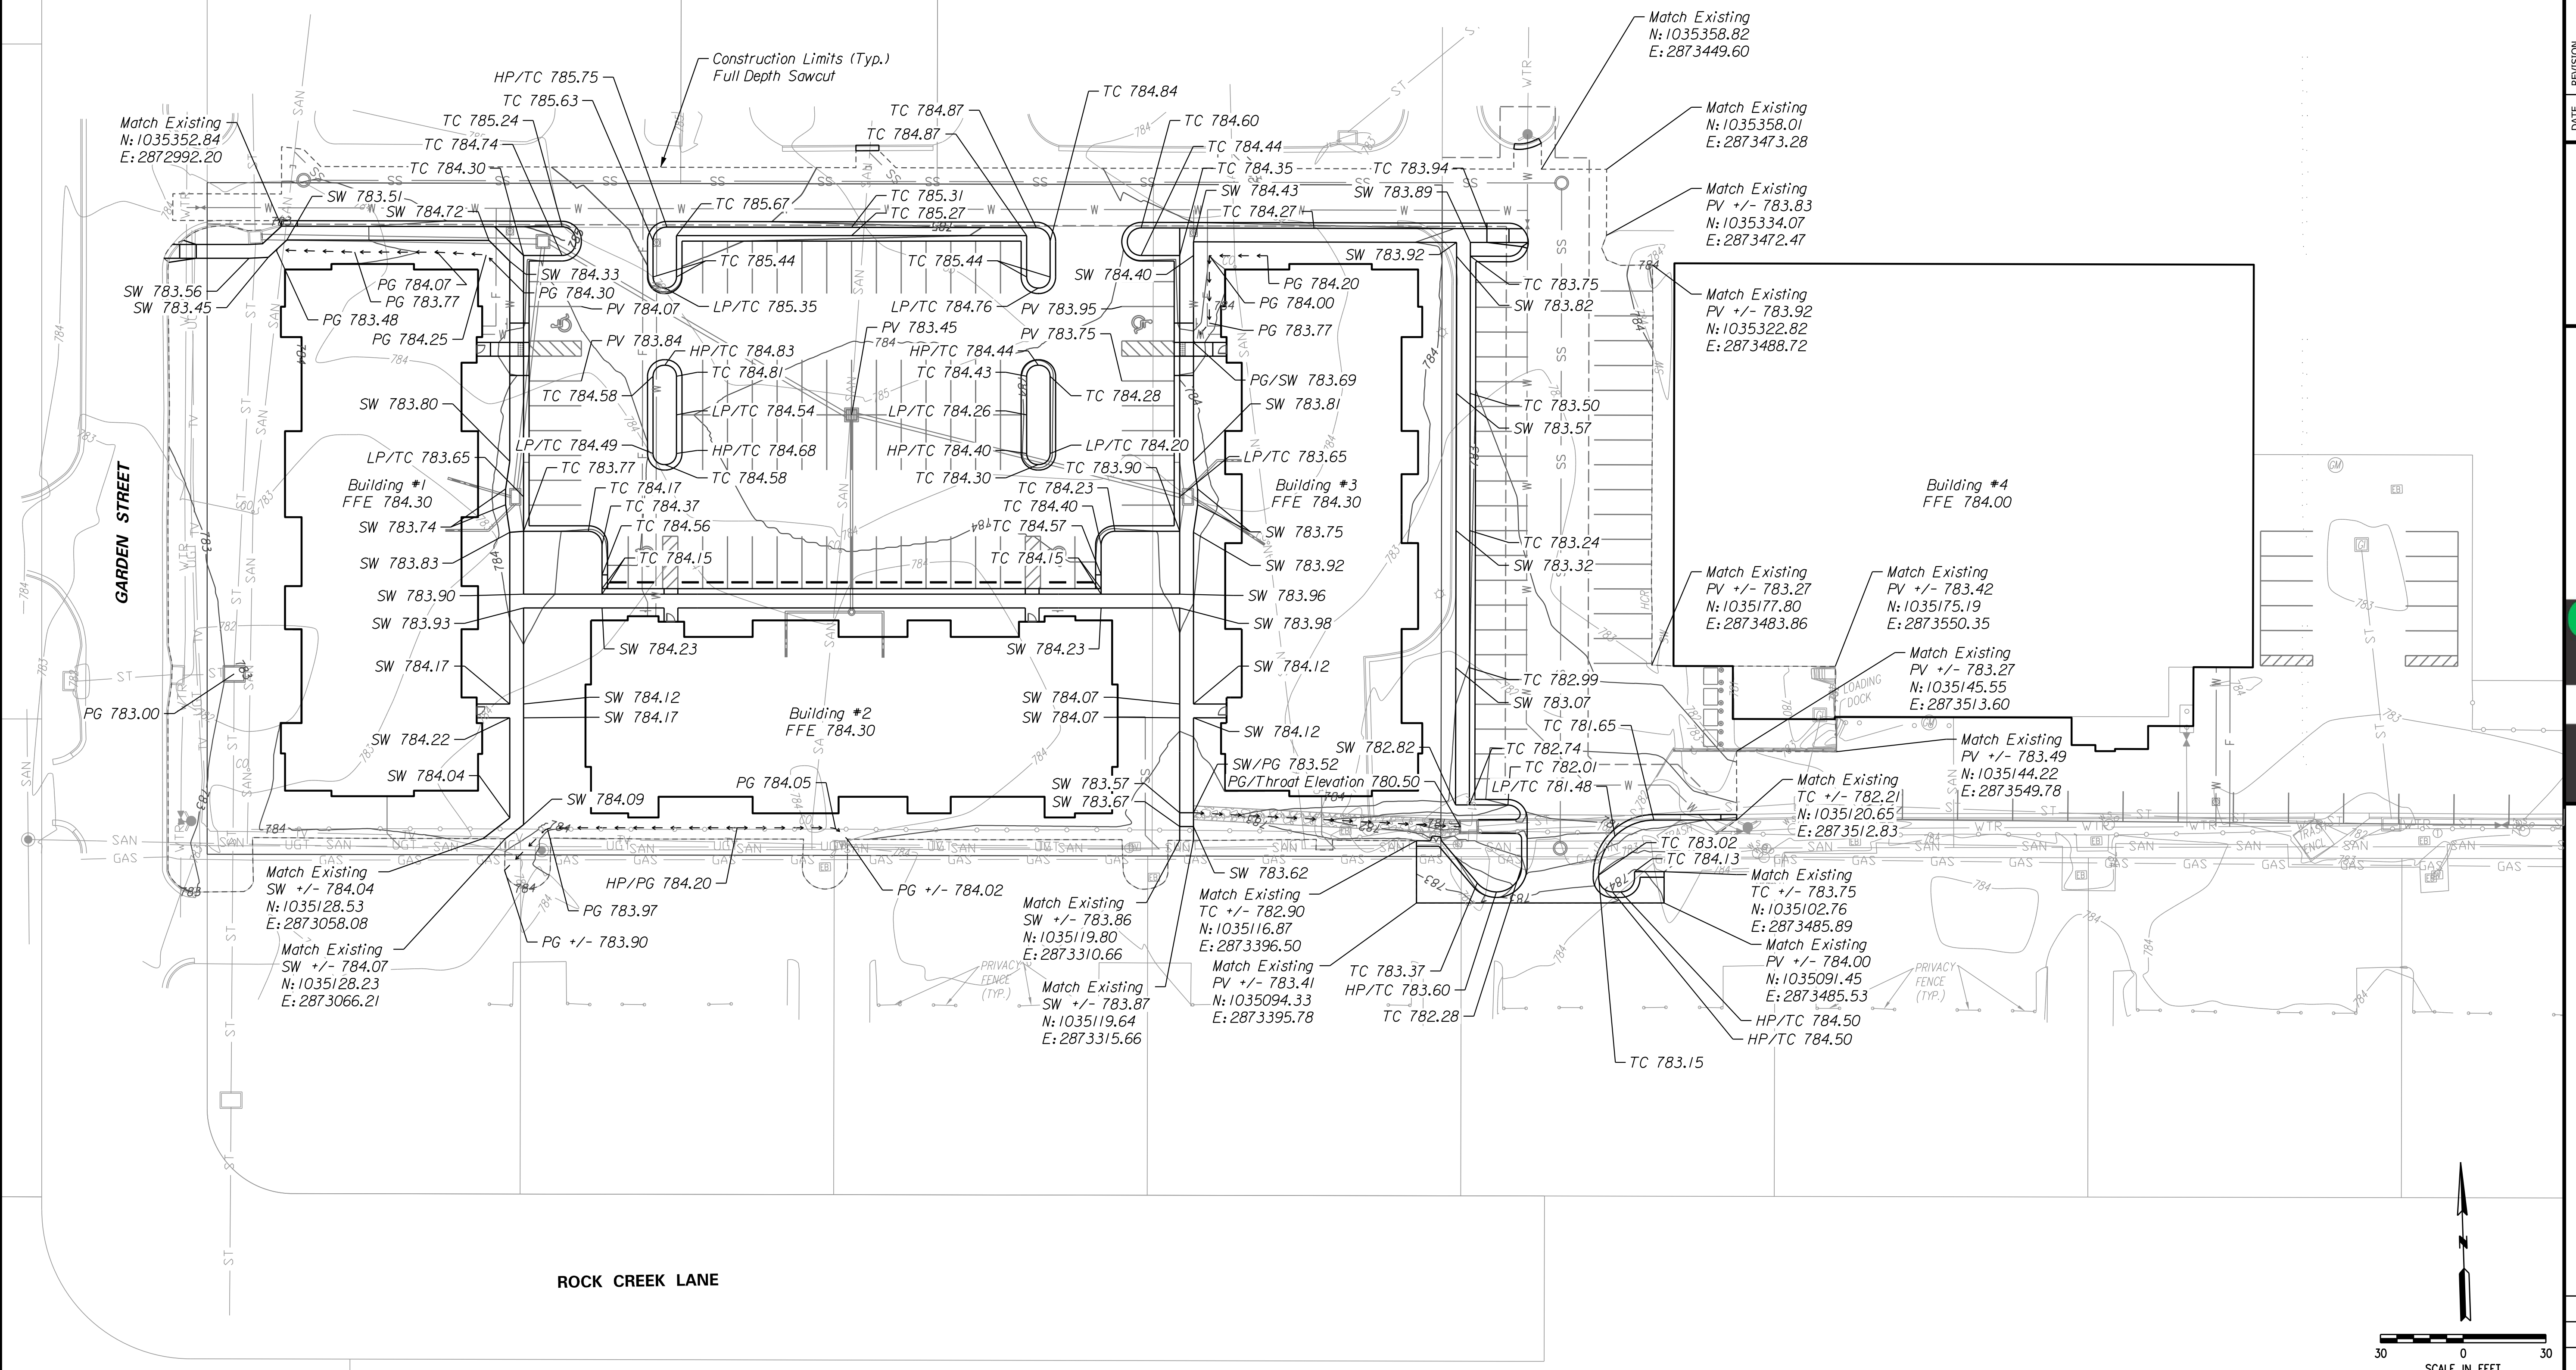 Match Existing
N:1035358.82
E:2873449.60
Construction Limits (Typ.)
Full Depth Sawcut
HP/TC 785.75
TC 785.63
TC 785.24
TC 784.74
TC 784.30
Match Existing
N:1035352.84
E:2872992.20
TC 784.87
TC 784.87
TC 784.84
TC 784.60
TC 784.44
TC 784.35
SW 784.43
TC 784.27
TC 783.94
SW 783.89
Match Existing
N:1035358.01
E:2873473.28
Match Existing
PV +/- 783.83
N:1035334.07
E:2873472.47
Match Existing
PV +/- 783.92
N:1035322.82
E:2873488.72
SW 783.51
SW 784.72
TC 785.67
TC 785.31
TC 785.27
SW 783.56
SW 783.45
PG 784.07
PG 783.77
PG 783.48
PG 784.25
SW 784.33
PG 784.30
PV 784.07
PV 783.84
TC 785.44
TC 785.44
LP/TC 785.35
LP/TC 784.76
PV 783.45
PV 783.95
PV 783.75
SW 784.40
PG 784.20
PG 784.00
PG 783.77
SW 783.92
TC 783.75
SW 783.82
HP/TC 784.83
TC 784.81
TC 784.58
LP/TC 784.54
LP/TC 784.49
HP/TC 784.68
TC 784.58
HP/TC 784.44
TC 784.43
TC 784.28
LP/TC 784.26
HP/TC 784.40
LP/TC 784.20
TC 784.30
TC 783.90
PG/SW 783.69
SW 783.81
LP/TC 783.65
TC 783.50
SW 783.57
SW 783.80
LP/TC 783.65
Building #1
FFE 784.30
SW 783.74
SW 783.83
SW 783.90
SW 783.93
SW 784.17
TC 783.77
TC 784.17
TC 784.37
TC 784.56
TC 784.15
TC 784.23
TC 784.40
TC 784.57
TC 784.15
Building #3
FFE 784.30
SW 783.75
SW 783.92
SW 783.96
SW 783.98
SW 784.12
TC 783.24
SW 783.32
Building #4
FFE 784.00
GARDEN STREET
Match Existing
PV +/- 783.27
N:1035177.80
E:2873483.86
Match Existing
PV +/- 783.42
N:1035175.19
E:2873550.35
Match Existing
PV +/- 783.27
N:1035145.55
E:2873513.60
LOADING
DOCK
SW 784.23
SW 784.23
SW 784.12
SW 784.17
SW 784.07
SW 784.07
Building #2
FFE 784.30
PG 783.00
SW 784.22
SW 784.04
SW 784.09
PG 784.05
SW 784.12
SW/PG 783.52
PG/Throat Elevation 780.50
SW 783.57
SW 783.67
TC 782.99
SW 783.07
TC 781.65
SW 782.82
TC 782.74
TC 782.01
LP/TC 781.48
Match Existing
PV +/- 783.49
N:1035144.22
E:2873549.78
Match Existing
TC +/- 782.21
N:1035120.65
E:2873512.83
TC 783.02
TC 784.13
Match Existing
SW +/- 784.04
N:1035128.53
E:2873058.08
Match Existing
SW +/- 784.07
N:1035128.23
E:2873066.21
HP/PG 784.20
PG 783.97
PG +/- 783.90
PG +/- 784.02
SW 783.62
Match Existing
SW +/- 783.86
N:1035119.80
E:2873310.66
Match Existing
SW +/- 783.87
N:1035119.64
E:2873315.66
Match Existing
TC +/- 782.90
N:1035116.87
E:2873396.50
Match Existing
PV +/- 783.41
N:1035094.33
E:2873395.78
TC 783.37
HP/TC 783.60
TC 782.28
Match Existing
TC +/- 783.75
N:1035102.76
E:2873485.89
Match Existing
PV +/- 784.00
N:1035091.45
E:2873485.53
HP/TC 784.50
HP/TC 784.50
TC 783.15
PRIVACY
FENCE
(TYP.)
PRIVACY
FENCE
(TYP.)
ROCK CREEK LANE
N
30 0 30
SCALE IN FEET
REVISION
DATE